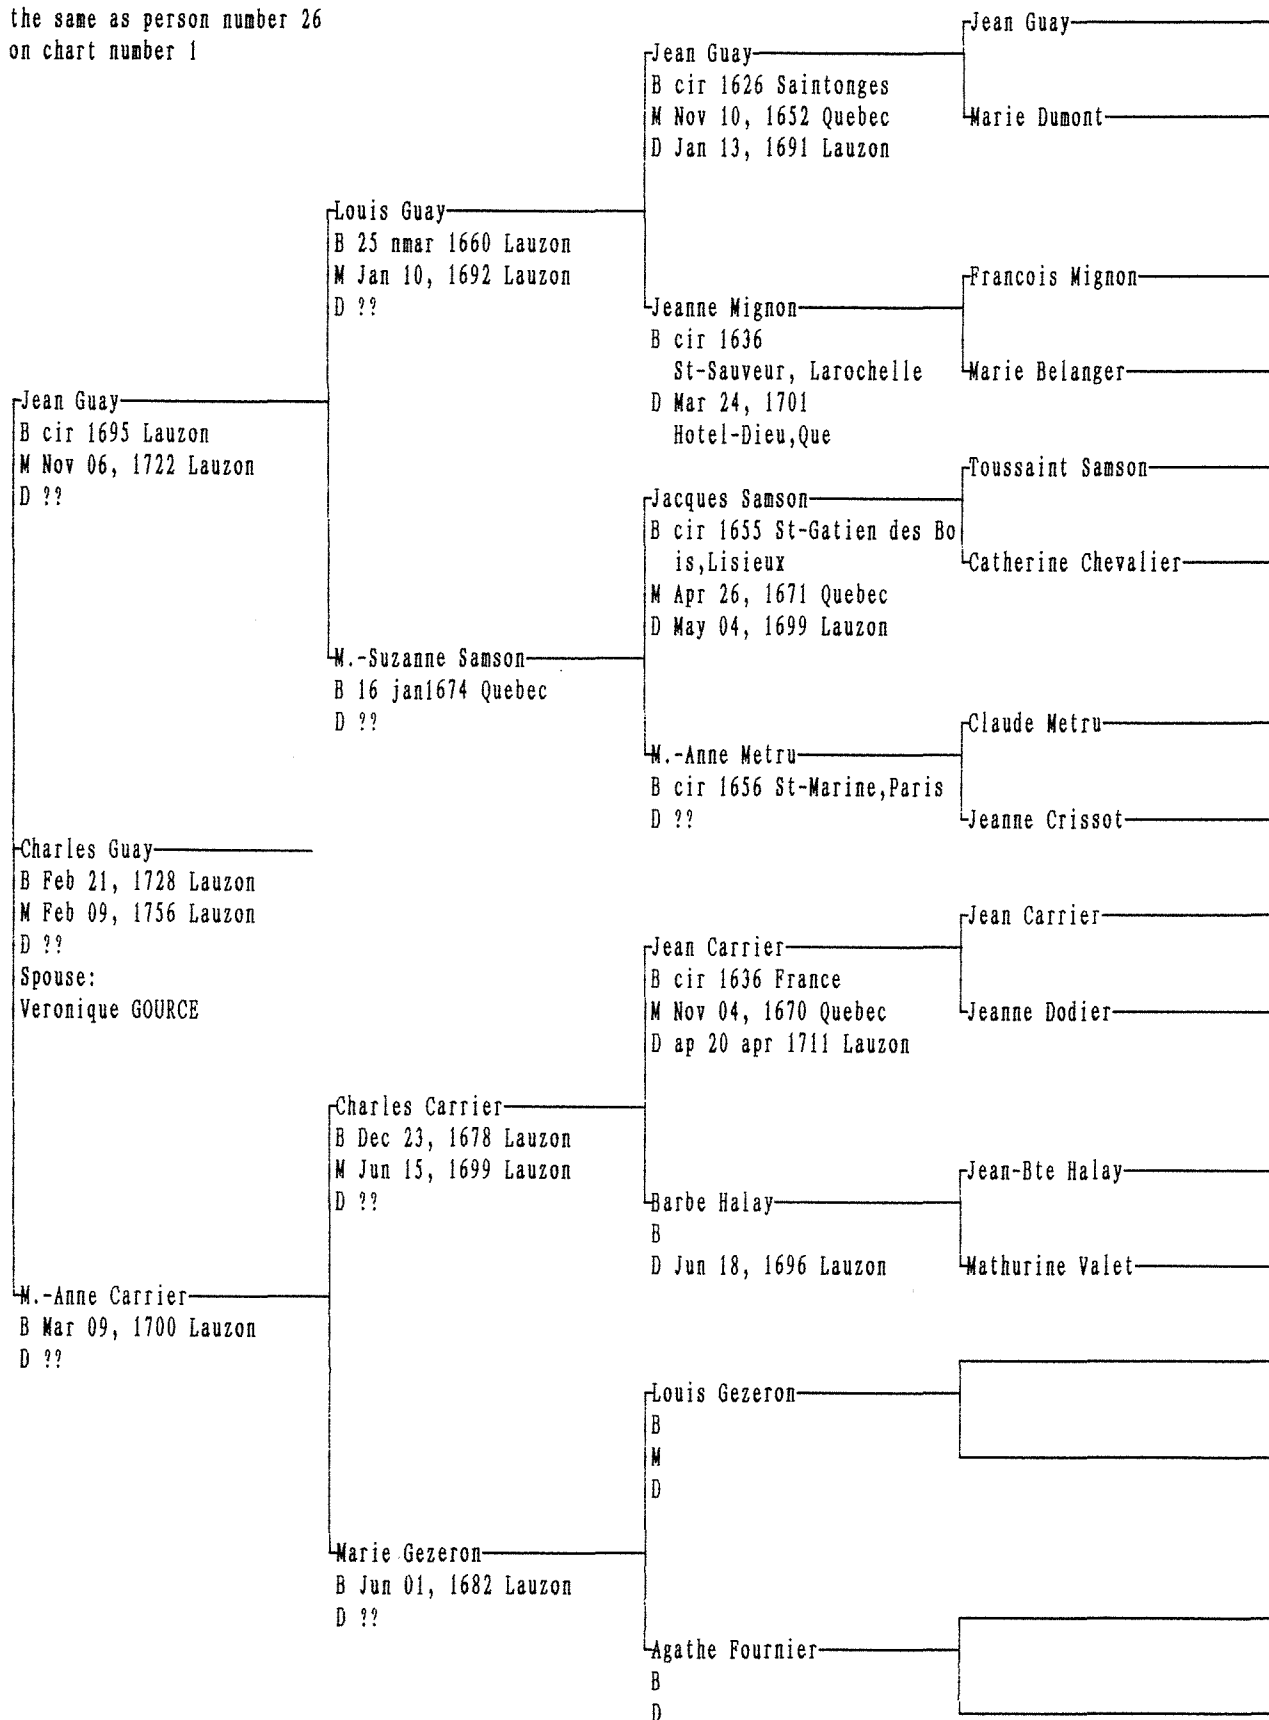 the same as person number 26
on chart number 1
Jean Guay
Jean Guay
B cir 1626 Saintonges
M Nov 10, 1652 Quebec
D Jan 13, 1691 Lauzon
Marie Dumont
Louis Guay
B 25 nmar 1660 Lauzon
M Jan 10, 1692 Lauzon
D ??
Francois Mignon
Jeanne Mignon
B cir 1636
St-Sauveur, Larochelle
D Mar 24, 1701
Hotel-Dieu,Que
Marie Belanger
Jean Guay
B cir 1695 Lauzon
M Nov 06, 1722 Lauzon
D ??
Toussaint Samson
Jacques Samson
B cir 1655 St-Gatien des Bo
is,Lisieux
M Apr 26, 1671 Quebec
D May 04, 1699 Lauzon
Catherine Chevalier
M.-Suzanne Samson
B 16 jan1674 Quebec
D ??
Claude Metru
M.-Anne Metru
B cir 1656 St-Marine,Paris
D ??
Jeanne Crissot
Charles Guay
B Feb 21, 1728 Lauzon
M Feb 09, 1756 Lauzon
D ??
Spouse:
Veronique GOURCE
Jean Carrier
Jean Carrier
B cir 1636 France
M Nov 04, 1670 Quebec
D ap 20 apr 1711 Lauzon
Jeanne Dodier
Charles Carrier
B Dec 23, 1678 Lauzon
M Jun 15, 1699 Lauzon
D ??
Jean-Bte Halay
Barbe Halay
B
D Jun 18, 1696 Lauzon
Mathurine Valet
M.-Anne Carrier
B Mar 09, 1700 Lauzon
D ??
Louis Gezeron
B
M
D
Marie Gezeron
B Jun 01, 1682 Lauzon
D ??
Agathe Fournier
B
D